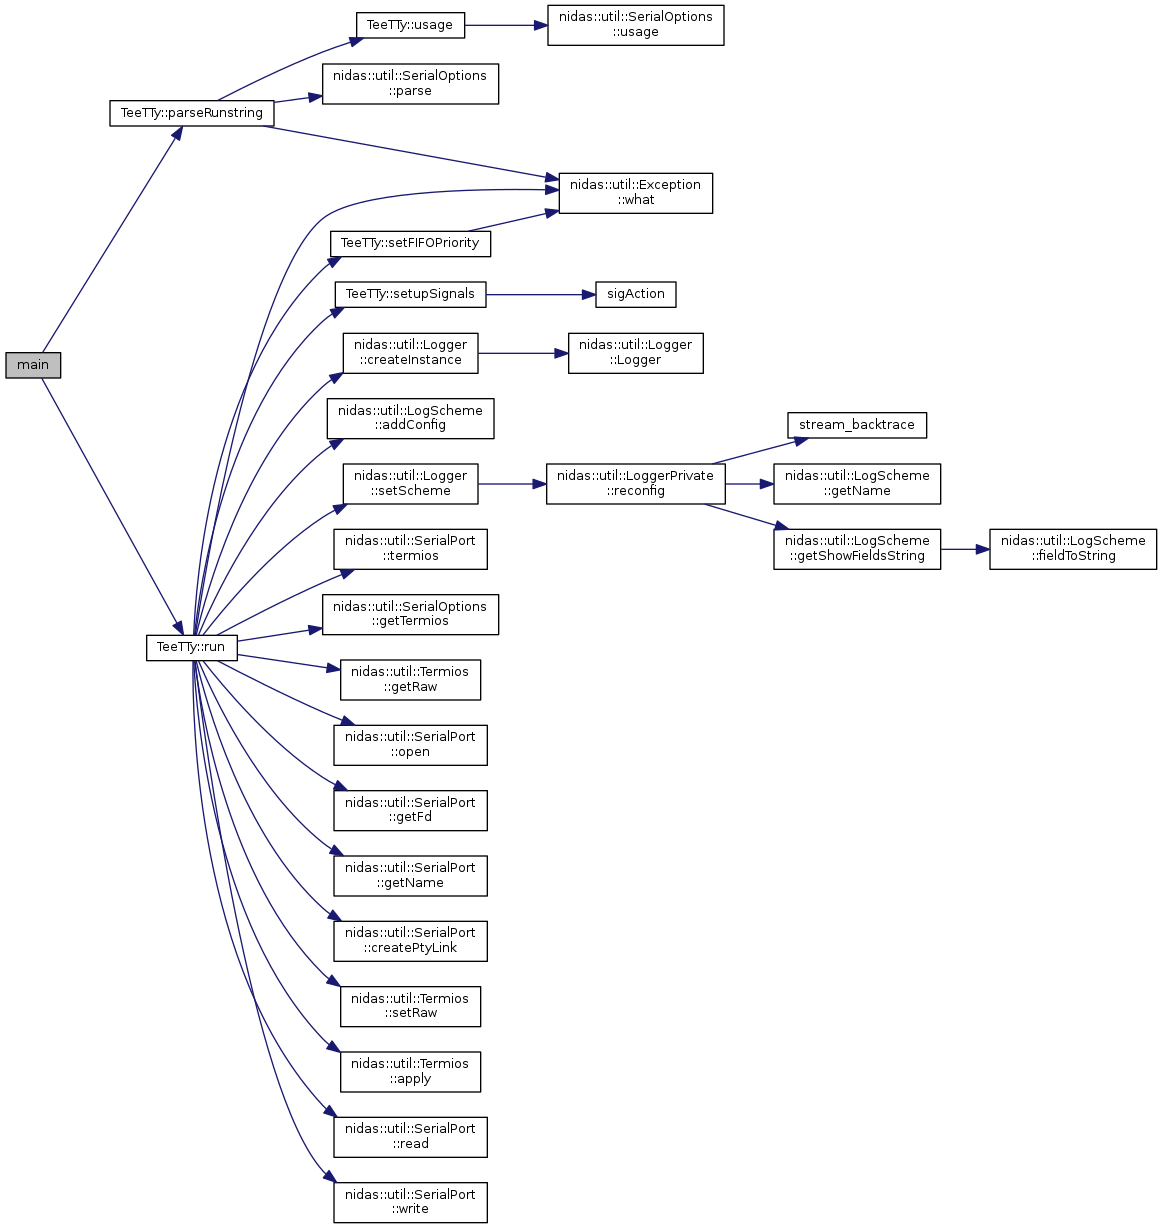 TeeTTy::usage
nidas::util::SerialOptions
::usage
nidas::util::SerialOptions
::parse
TeeTTy::parseRunstring
nidas::util::Exception
::what
TeeTTy::setFIFOPriority
TeeTTy::setupSignals
sigAction
nidas::util::Logger
::createInstance
nidas::util::Logger
::Logger
main
nidas::util::LogScheme
::addConfig
stream_backtrace
nidas::util::Logger
::setScheme
nidas::util::LoggerPrivate
::reconfig
nidas::util::LogScheme
::getName
nidas::util::SerialPort
::termios
nidas::util::LogScheme
::getShowFieldsString
nidas::util::LogScheme
::fieldToString
nidas::util::SerialOptions
::getTermios
TeeTTy::run
nidas::util::Termios
::getRaw
nidas::util::SerialPort
::open
nidas::util::SerialPort
::getFd
nidas::util::SerialPort
::getName
nidas::util::SerialPort
::createPtyLink
nidas::util::Termios
::setRaw
nidas::util::Termios
::apply
nidas::util::SerialPort
::read
nidas::util::SerialPort
::write